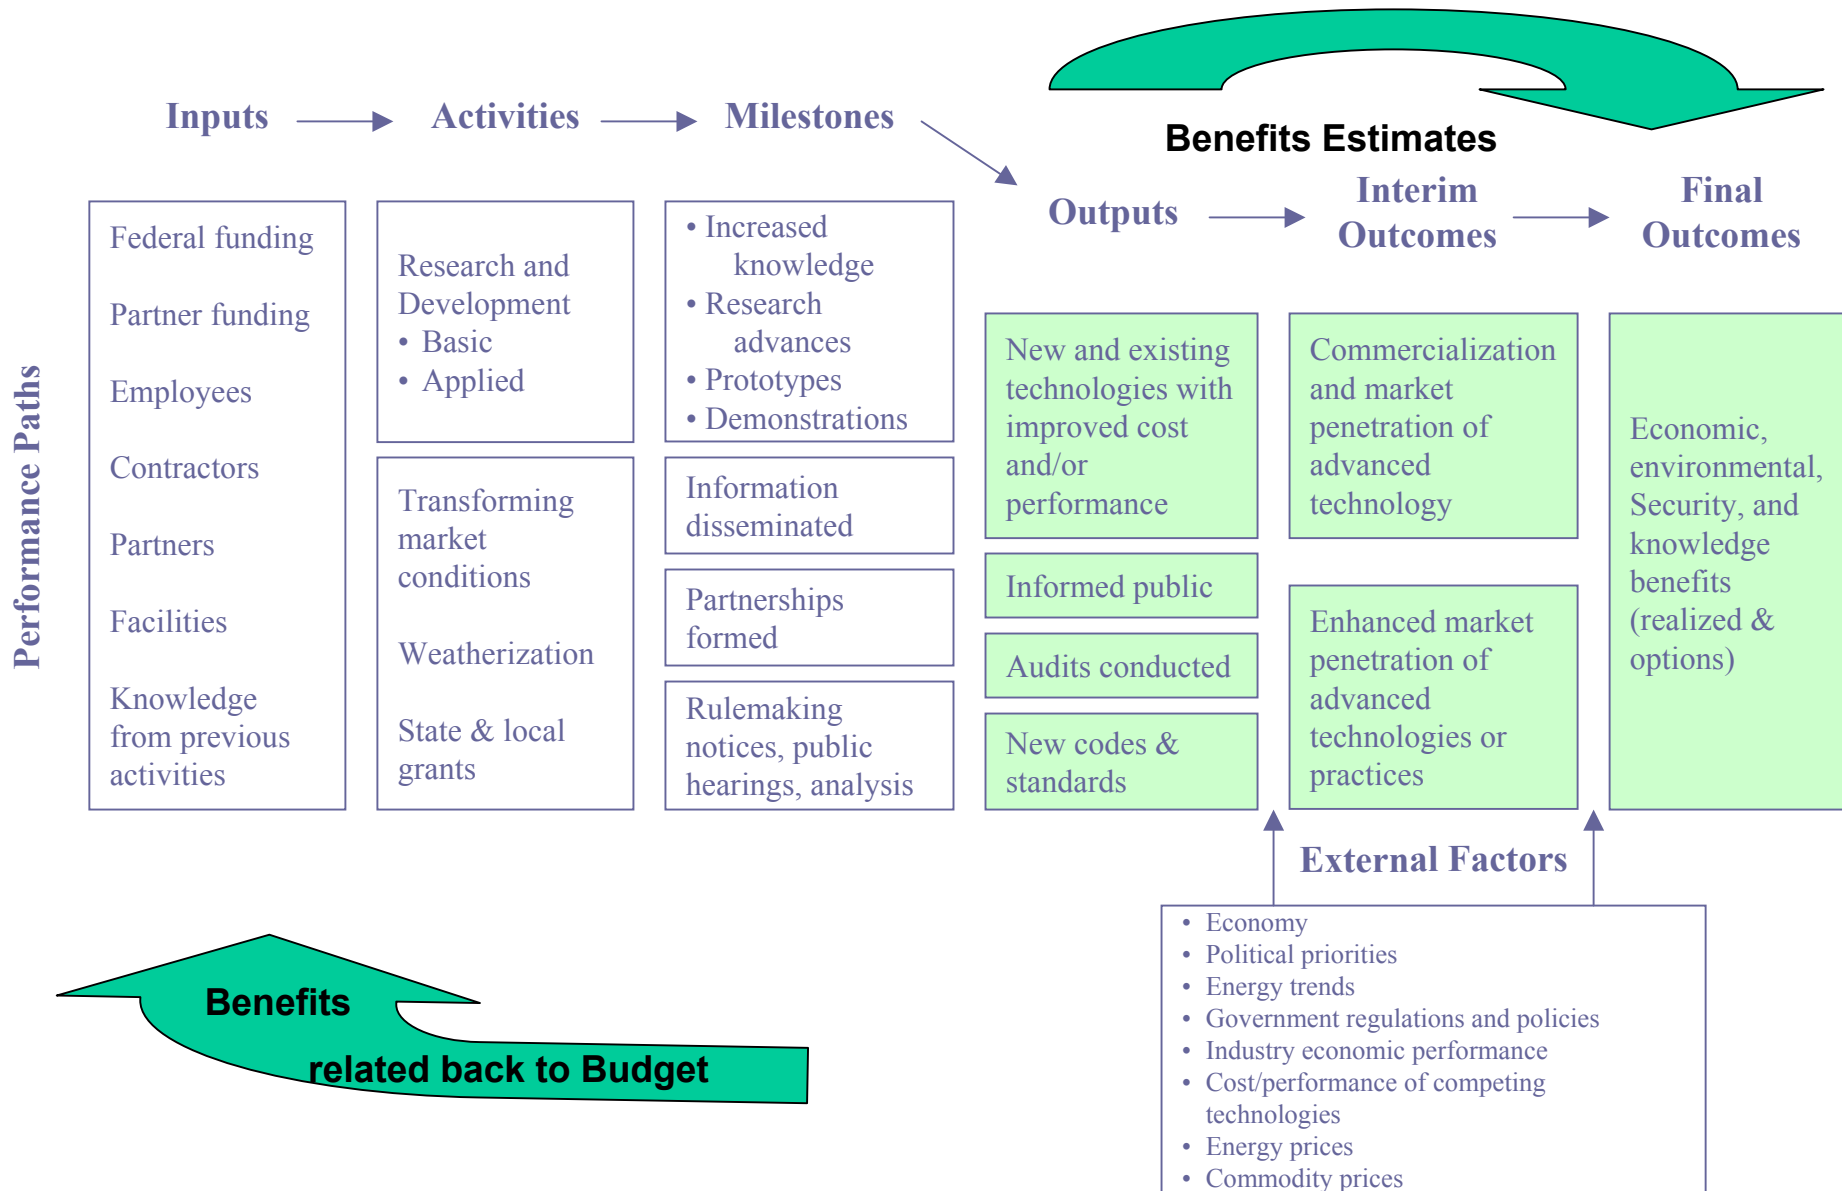 Benefits Estimates
Inputs
Activities
Milestones
Outputs
Interim
Outcomes
Final
Outcomes
Performance Paths
Federal funding
Partner funding
Employees
Contractors
Partners
Facilities
Knowledge
from previous
activities
Research and
Development
• Basic
• Applied
Transforming
market
conditions
Weatherization
State & local
grants
• Increased
knowledge
• Research
advances
• Prototypes
• Demonstrations
Information
disseminated
Partnerships
formed
Rulemaking
notices, public
hearings, analysis
New and existing
technologies with
improved cost
and/or
performance
Informed public
Audits conducted
New codes &
standards
Commercialization
and market
penetration of
advanced
technology
Enhanced market
penetration of
advanced
technologies or
practices
Economic,
environmental,
Security, and
knowledge
benefits
(realized &
options)
External Factors
• Economy
• Political priorities
• Energy trends
• Government regulations and policies
• Industry economic performance
• Cost/performance of competing
technologies
• Energy prices
• Commodity prices
Benefits
related back to Budget